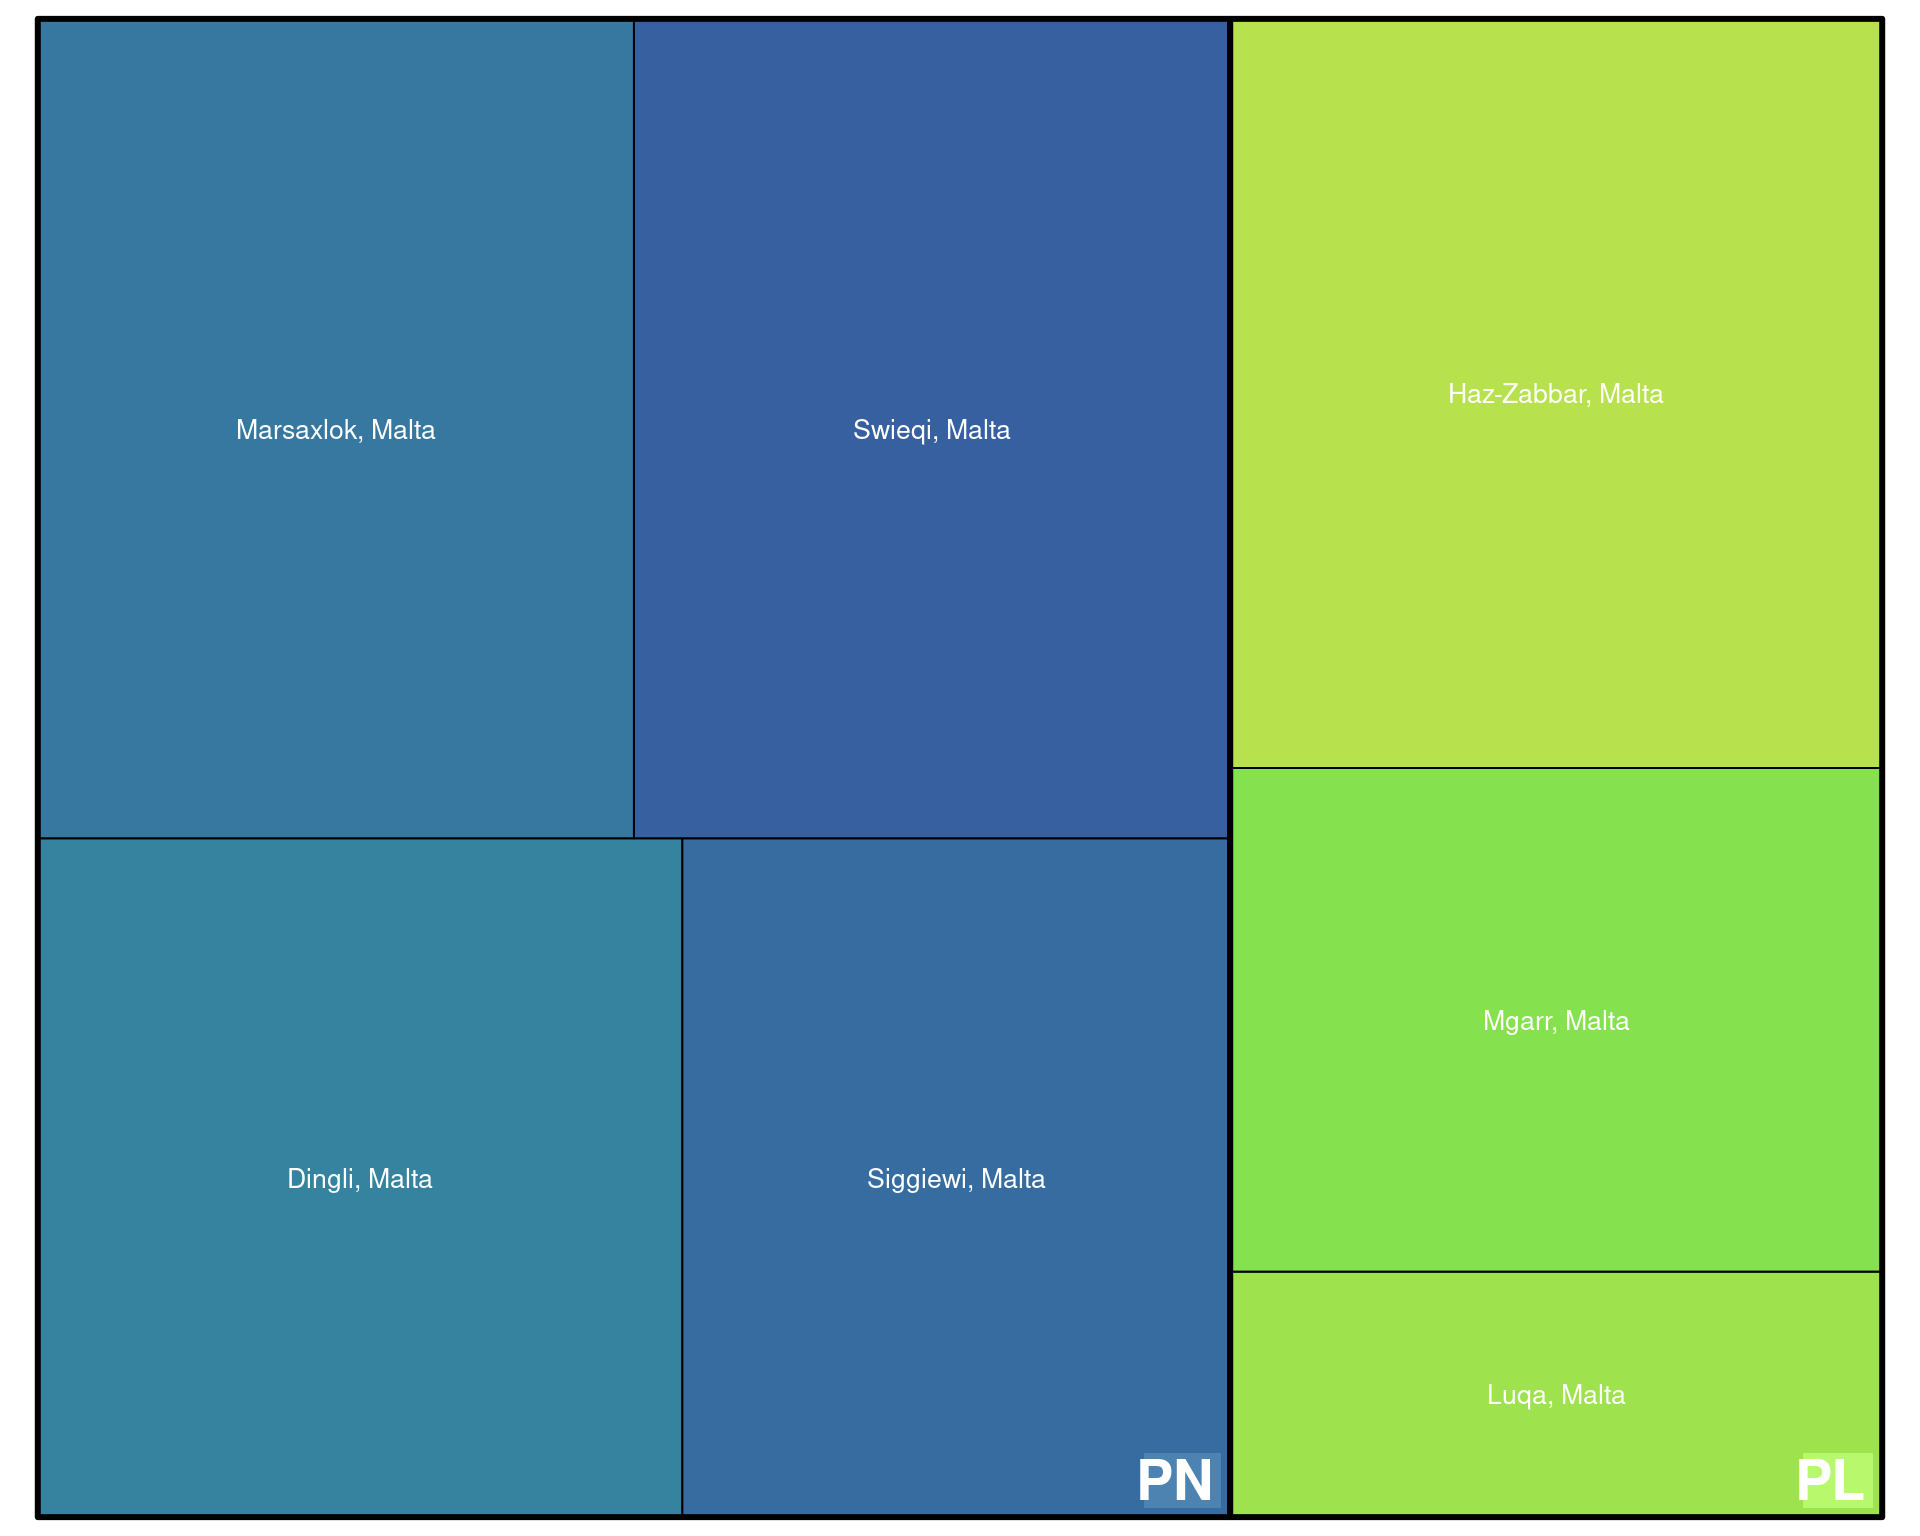 Marsaxlok, Malta
Swieqi, Malta
Haz-Zabbar, Malta
Mgarr, Malta
Dingli, Malta
Siggiewi, Malta
Luqa, Malta
PN
PL